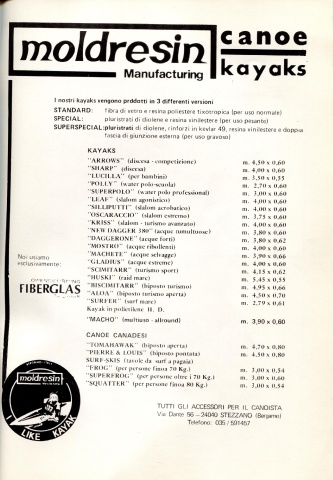 moldresin
Manufacturing
canoe
kayaks
I nostri kayaks vengono prodotti in 3 differenti versioni
STANDARD: fibra di vetro e resina poliestere tixotropica (per uso normale)
SPECIAL: pluristrati di diolene e resina vinilestere (per uso pesante)
SUPERSPECIAL: pluristrati di diolene, rinforzi in kevlar 49, resina vinilestere e doppia
fascia di giunzione esterna (per uso gravoso)
KAYAKS
"ARROWS" (discesa - competizione) m. 4,50 x 0,60
"SHARP" (discesa) m. 4,00 x 0,60
"LUCILLA" (per bambini) m. 3,50 x 0,55
"POLLY" (water polo-scuola) m. 2,70 x 0,60
"SUPERPOLO" (water polo professional) m. 3,00 x 0,60
"LEAF" (slalom agonistico) m. 4,00 x 0,60
"SILLIPUTTI" (slalom acrobatico) m. 4,00 x 0,60
"OSCARACCIO" (slalom estremo) m. 3,75 x 0,60
"KRISS" (slalom - turismo avanzato) m. 4,00 x 0,60
"NEW DAGGER 380" (acque tumultuose) m. 3,80 x 0,60
"DAGGERONE" (acque forti) m. 3,80 x 0,62
"MOSTRO" (acque ribollenti) m. 4,00 x 0,60
"MACHETE" (acque selvagge) m. 3,90 x 0,66
"GLADIUS" (acque estreme) m. 4,00 x 0,60
"SCIMITARR" (turismo sport) m. 4,15 x 0,62
"HUSKI" (raid mare) m. 5,45 x 0,55
"BISCIMITARR" (biposto turismo) m. 4,95 x 0,66
"ALOA" (biposto turismo aperta) m. 4,50 x 0,70
"SURFER" (surf mare) m. 2,79 x 0,61
Kayak in polietilene H. D.
"MACHO" (multiuso - allround) m. 3,90 x 0,60
Noi usiamo
esclusivamente:
FIBERGLAS
CANOE CANADESI
"TOMAHAWK" (biposto aperta) m. 4,70 x 0,80
"PIERRE & LOUIS" (biposto pontata) m. 4,50 x 0,80
SURF-SKIS (tavole da surf a pagaia)
"FROG" (per persone fino a 70 Kg.) m. 3,00 x 0,54
"SUPERFROG" (per persone oltre i 70 Kg.) m. 3,00 x 0,60
"SQUATTER" (per persone fino a 80 Kg.) m. 3,00 x 0,54
moldresin
LIKE KAYAK
TUTTI GLI ACCESSORI PER IL CANOISTA
Via Dante 56 - 24040 STEZZANO (Bergamo)
Telefono: 035 / 591457